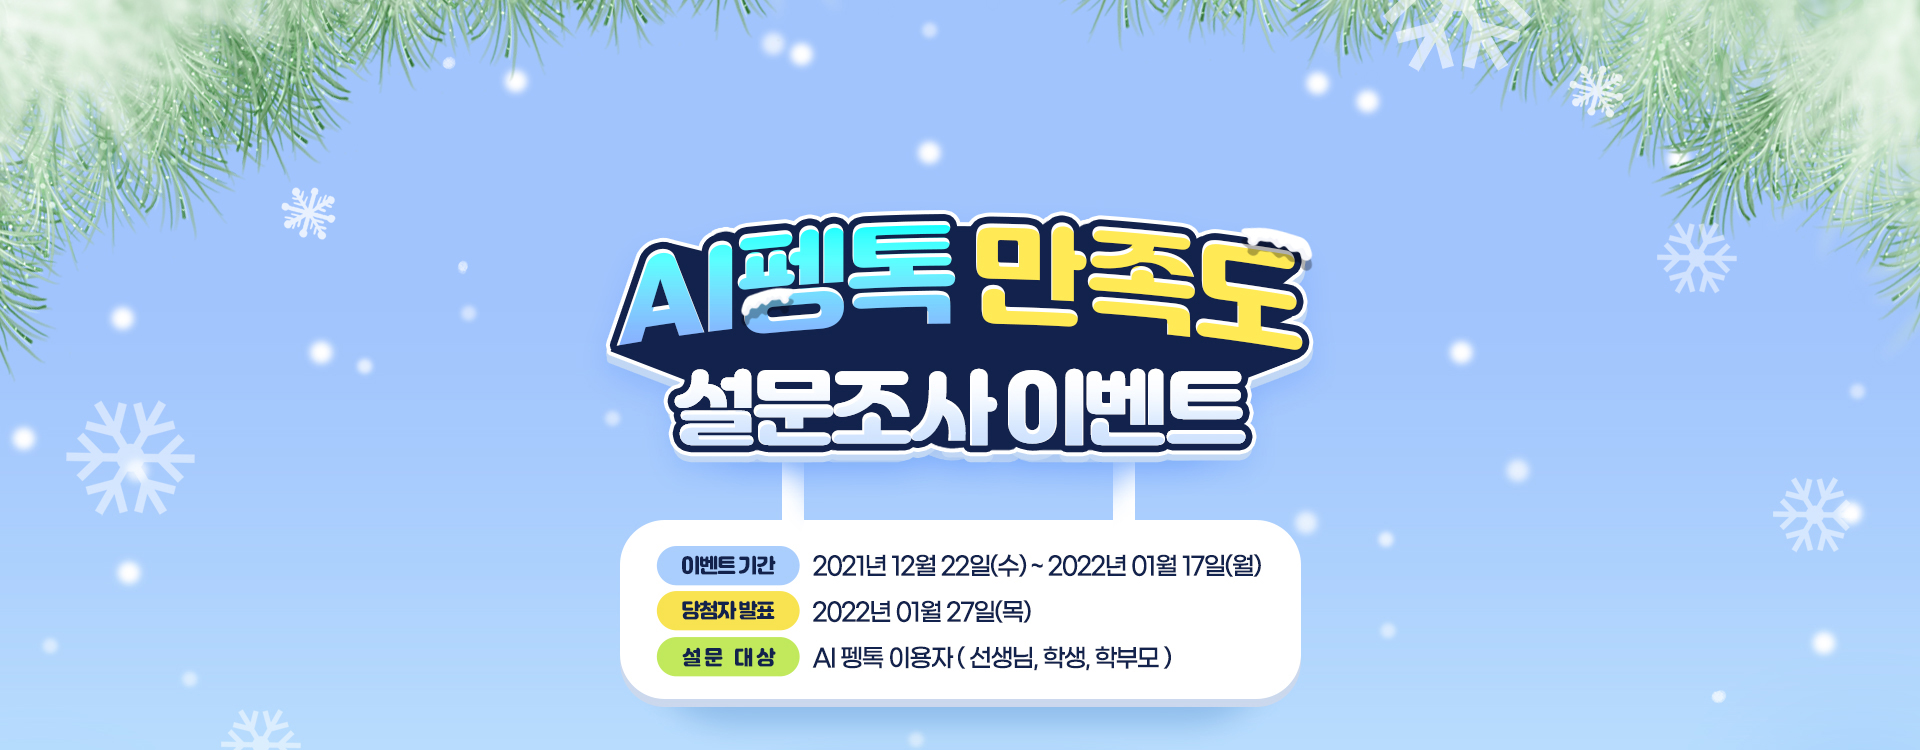 AI펭톡 만족도
설문조사 이벤트
이벤트 기간 2021년 12월 22일(수) ~ 2022년 01월 17일(월)
당첨자 발표 2022년 01월 27일(목)
설문 대상 AI 펭톡 이용자 ( 선생님, 학생, 학부모 )